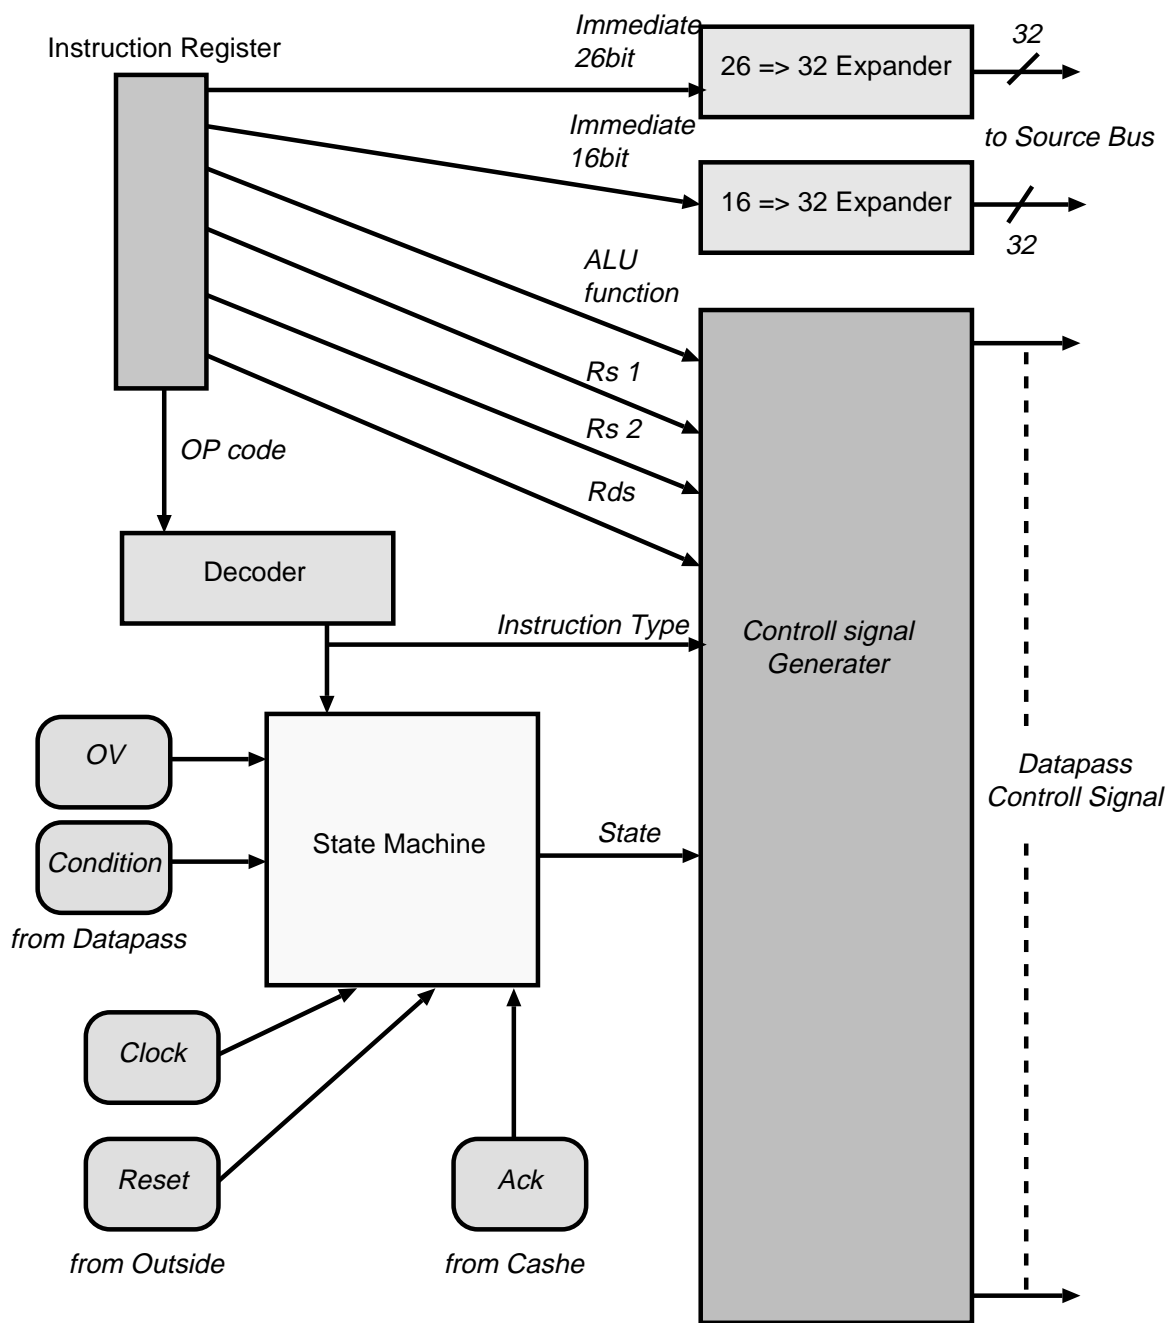 Instruction Register
Immediate
26bit
26 => 32 Expander
32
to Source Bus
Immediate
16bit
16 => 32 Expander
32
ALU
function
Rs 1
Rs 2
Rds
OP code
Decoder
Instruction Type
Controll signal
Generater
OV
Condition
from Datapass
State Machine
State
Datapass
Controll Signal
Clock
Reset
from Outside
Ack
from Cashe